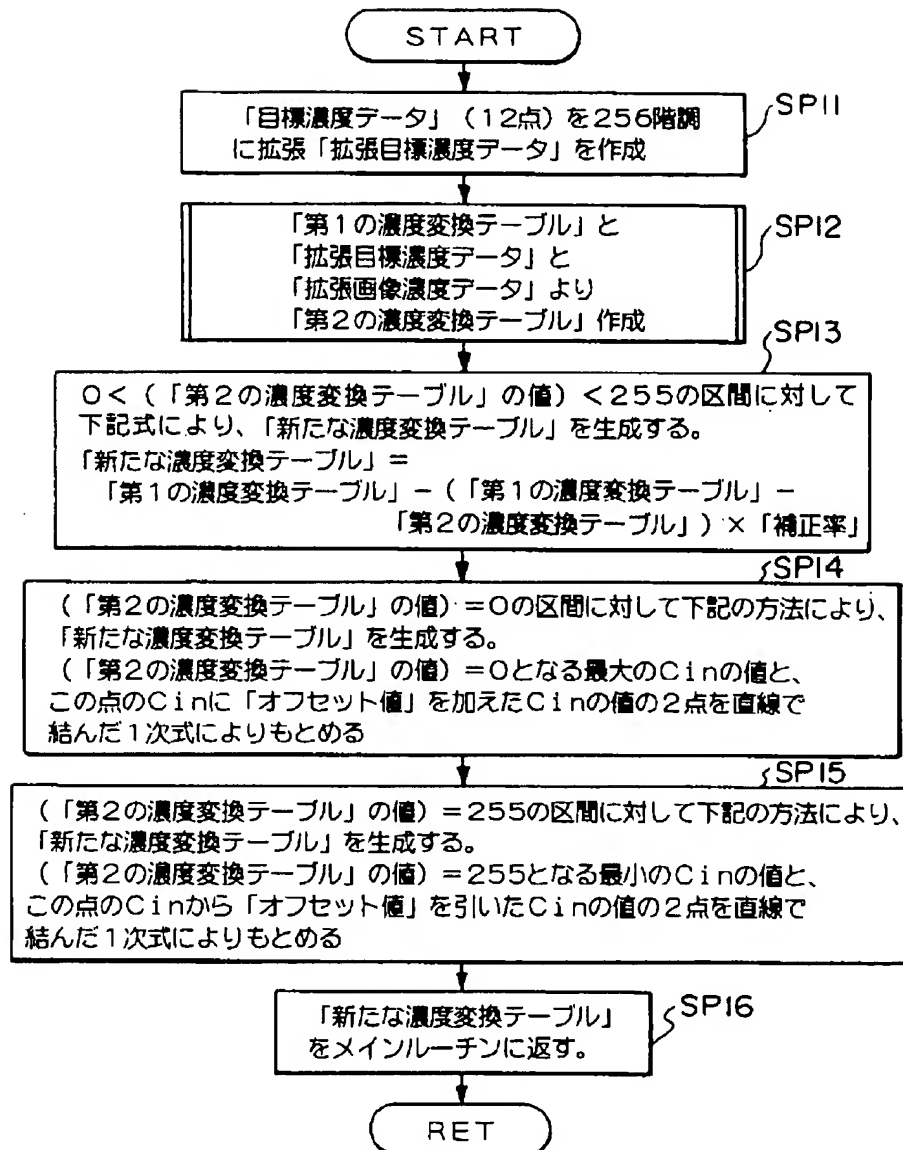 START
「目標濃度データ」(12点)を256階調
に拡張「拡張目標濃度データ」を作成
SP11
「第1の濃度変換テーブル」と
「拡張目標濃度データ」と
「拡張画像濃度データ」より
「第2の濃度変換テーブル」作成
SP12
SP13
0<(「第2の濃度変換テーブル」の値)<255の区間に対して
下記式により、「新たな濃度変換テーブル」を生成する。
「新たな濃度変換テーブル」=
「第1の濃度変換テーブル」-(「第1の濃度変換テーブル」-
「第2の濃度変換テーブル」)×「補正率」
SP14
(「第2の濃度変換テーブル」の値)=0の区間に対して下記の方法により、
「新たな濃度変換テーブル」を生成する。
(「第2の濃度変換テーブル」の値)=0となる最大のCinの値と、
この点のCinに「オフセット値」を加えたCinの値の2点を直線で
結んだ1次式によりもとめる
SP15
(「第2の濃度変換テーブル」の値)=255の区間に対して下記の方法により、
「新たな濃度変換テーブル」を生成する。
(「第2の濃度変換テーブル」の値)=255となる最小のCinの値と、
この点のCinから「オフセット値」を引いたCinの値の2点を直線で
結んだ1次式によりもとめる
「新たな濃度変換テーブル」
をメインルーチンに返す。
SP16
RET